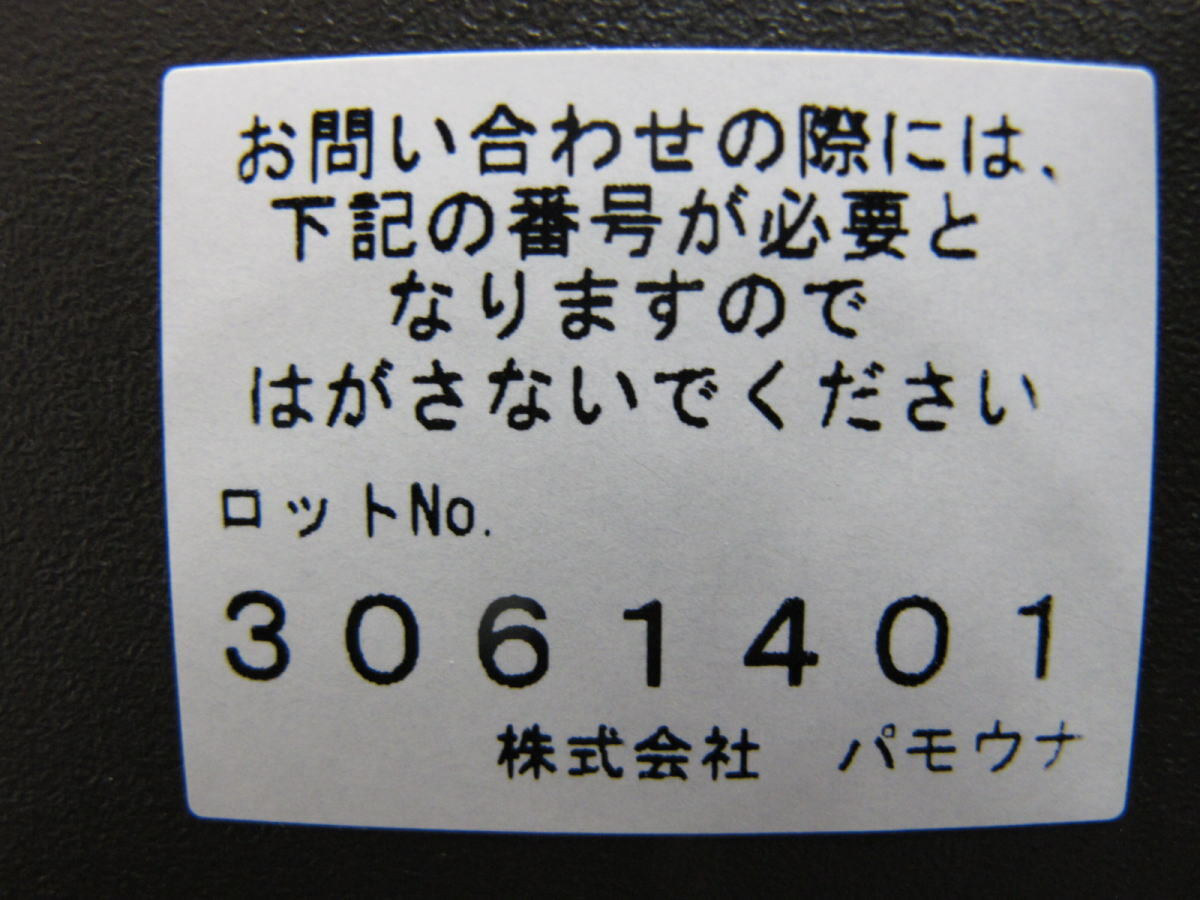 お問い合わせの際には、
下記の番号が必要と
なりますので
はがさないでください
ロットNo.
3061401
株式会社　パモウナ